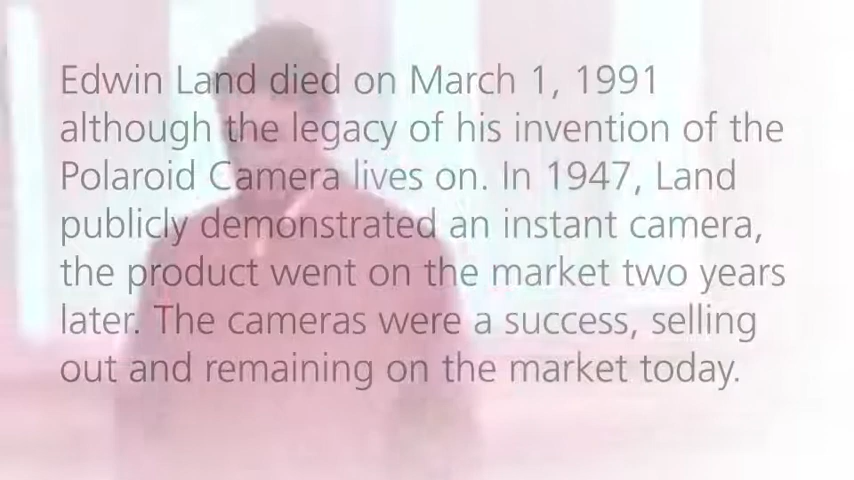 Edwin Land died on March 1, 1991
although the legacy of his invention of the
Polaroid Camera lives on. In 1947, Land
publicly demonstrated an instant camera,
the product went on the market two years
later. The cameras were a success, selling
out and remaining on the market today.